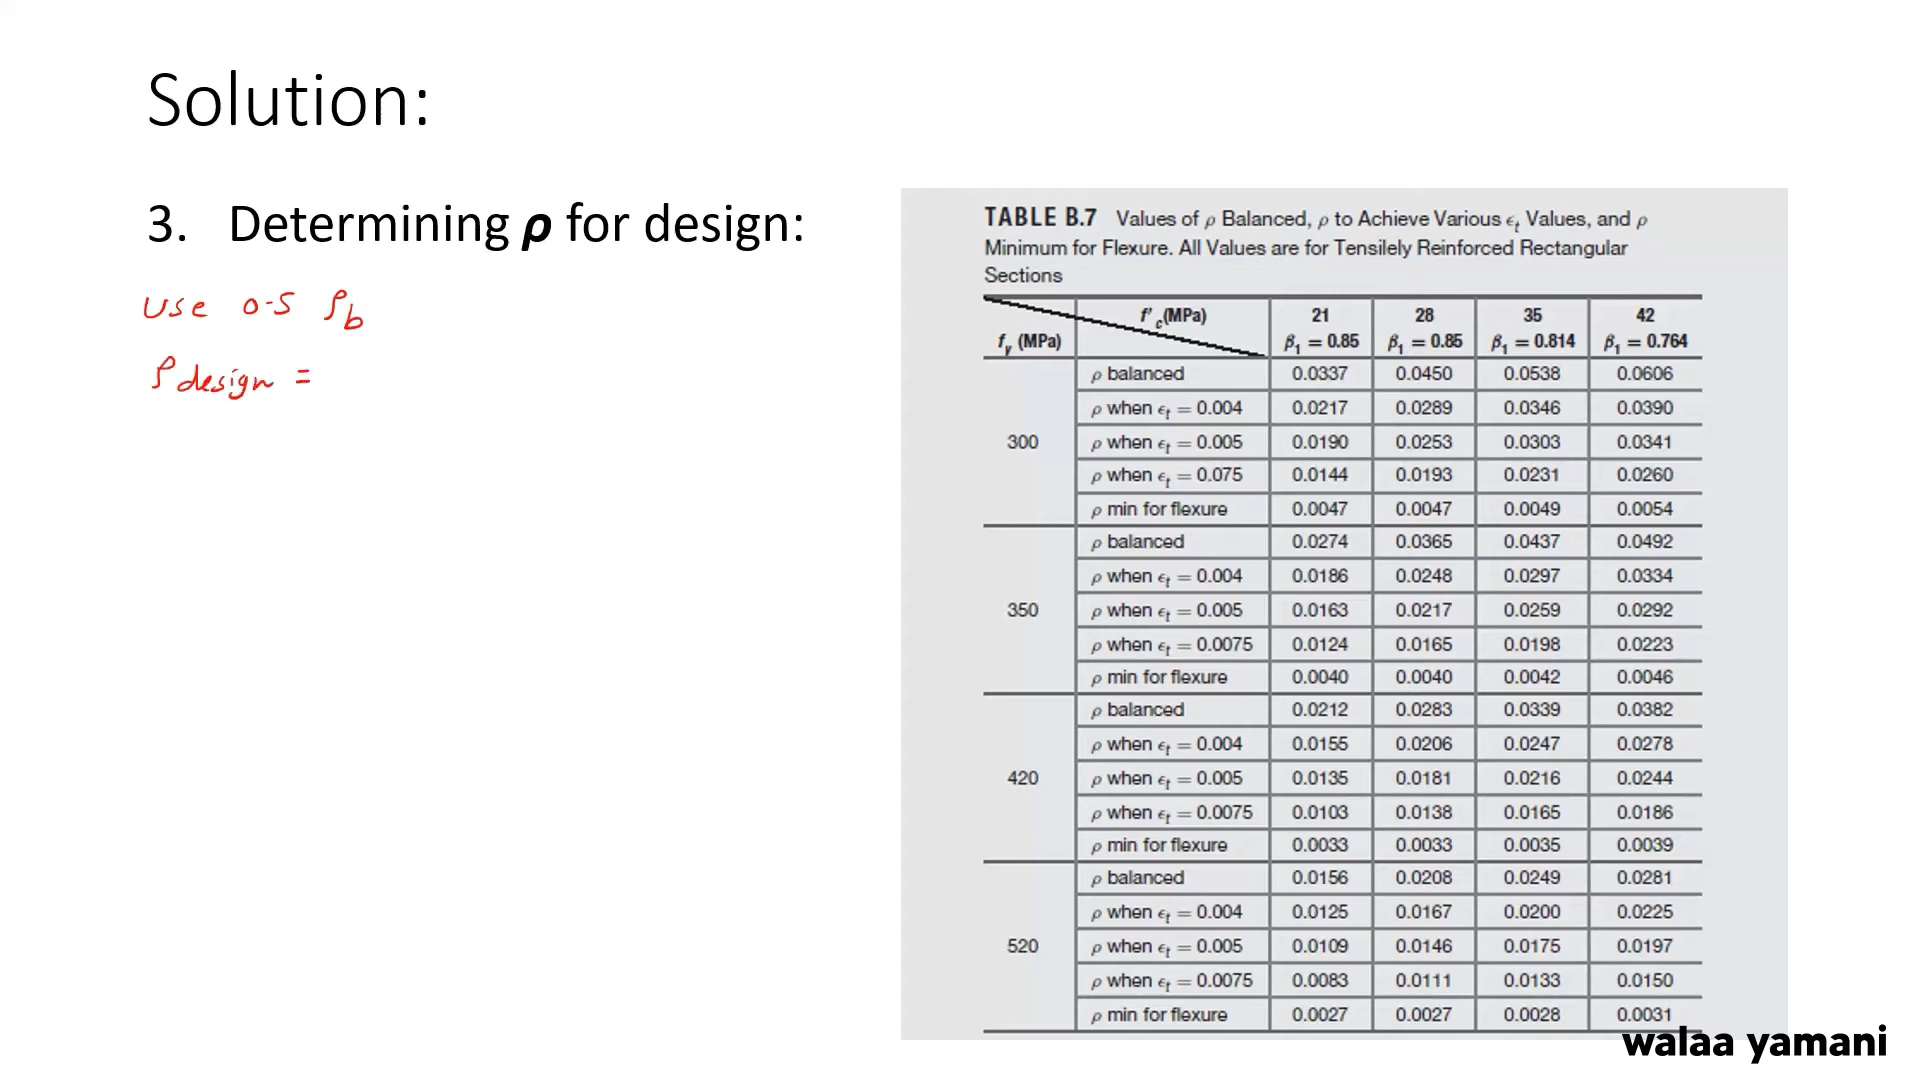 Solution:
3. Determining ρ for design:
use 0.5 ρb
ρdesign =
TABLE B.7 Values of ρ Balanced, ρ to Achieve Various ϵt Values, and ρ
Minimum for Flexure. All Values are for Tensilely Reinforced Rectangular
Sections
f'c(MPa) 21 28 35 42
fy (MPa) β1 = 0.85 β1 = 0.85 β1 = 0.814 β1 = 0.764
ρ balanced 0.0337 0.0450 0.0538 0.0606
ρ when ϵt = 0.004 0.0217 0.0289 0.0346 0.0390
300 ρ when ϵt = 0.005 0.0190 0.0253 0.0303 0.0341
ρ when ϵt = 0.075 0.0144 0.0193 0.0231 0.0260
ρ min for flexure 0.0047 0.0047 0.0049 0.0054
ρ balanced 0.0274 0.0365 0.0437 0.0492
ρ when ϵt = 0.004 0.0186 0.0248 0.0297 0.0334
350 ρ when ϵt = 0.005 0.0163 0.0217 0.0259 0.0292
ρ when ϵt = 0.0075 0.0124 0.0165 0.0198 0.0223
ρ min for flexure 0.0040 0.0040 0.0042 0.0046
ρ balanced 0.0212 0.0283 0.0339 0.0382
ρ when ϵt = 0.004 0.0155 0.0206 0.0247 0.0278
420 ρ when ϵt = 0.005 0.0135 0.0181 0.0216 0.0244
ρ when ϵt = 0.0075 0.0103 0.0138 0.0165 0.0186
ρ min for flexure 0.0033 0.0033 0.0035 0.0039
ρ balanced 0.0156 0.0208 0.0249 0.0281
ρ when ϵt = 0.004 0.0125 0.0167 0.0200 0.0225
520 ρ when ϵt = 0.005 0.0109 0.0146 0.0175 0.0197
ρ when ϵt = 0.0075 0.0083 0.0111 0.0133 0.0150
ρ min for flexure 0.0027 0.0027 0.0028 0.0031
walaa yamani